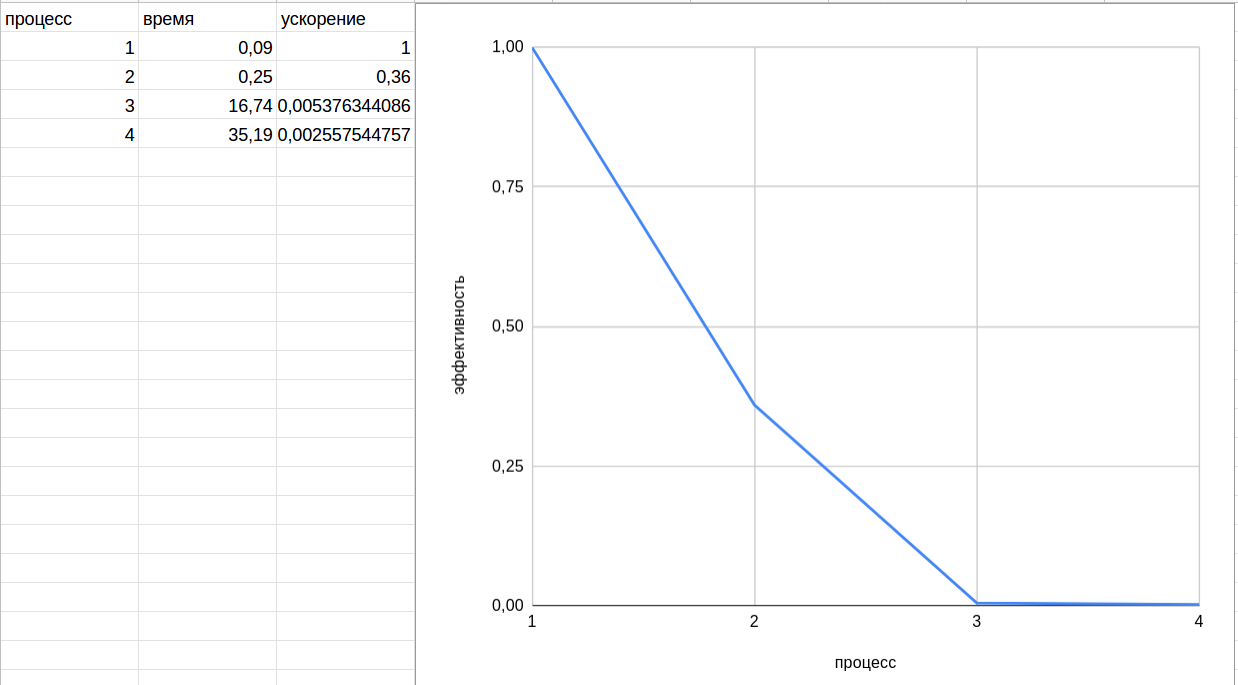 процесс время ускорение
1 0,09 1
2 0,25 0,36
3 16,74 0,005376344086
4 35,19 0,002557544757
1,00
0,75
0,50
0,25
0,00
эффективность
1 2 3 4
процесс